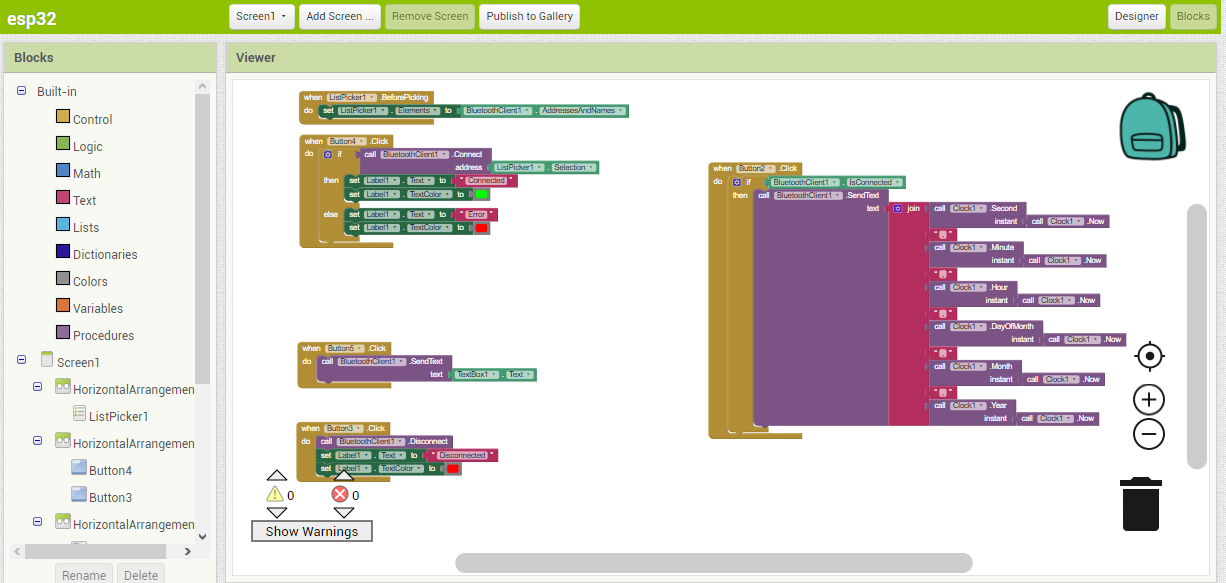 esp32
Screen1
Add Screen ...
Remove Screen
Publish to Gallery
Designer
Blocks
Blocks
Viewer
Built-in
Control
Logic
Math
Text
Lists
Dictionaries
Colors
Variables
Procedures
Screen1
HorizontalArrangemen
ListPicker1
HorizontalArrangemen
Button4
Button3
HorizontalArrangemen
Rename
Delete
when ListPicker1 .BeforePicking
do set ListPicker1 . Elements to BluetoothClient1 . AddressesAndNames
when Button4 .Click
do if call BluetoothClient1 .Connect
address ListPicker1 . Selection
then set Label1 . Text to " Connected "
set Label1 . TextColor to
else set Label1 . Text to " Error "
set Label1 . TextColor to
when Button5 .Click
do call BluetoothClient1 .SendText
text TextBox1 . Text
when Button3 .Click
do call BluetoothClient1 .Disconnect
set Label1 . Text to " Disconnected "
set Label1 . TextColor to
0
0
Show Warnings
when Button2 .Click
do if BluetoothClient1 . IsConnected
then call BluetoothClient1 .SendText
text join call Clock1 .Second
instant call Clock1 .Now
call Clock1 .Minute
instant call Clock1 .Now
call Clock1 .Hour
instant call Clock1 .Now
call Clock1 .DayOfMonth
instant call Clock1 .Now
call Clock1 .Month
instant call Clock1 .Now
call Clock1 .Year
instant call Clock1 .Now